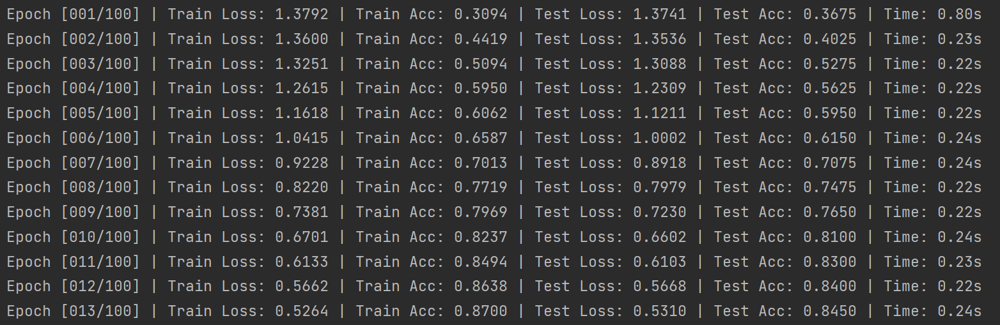 Epoch [001/100] | Train Loss: 1.3792 | Train Acc: 0.3094 | Test Loss: 1.3741 | Test Acc: 0.3675 | Time: 0.80s
Epoch [002/100] | Train Loss: 1.3600 | Train Acc: 0.4419 | Test Loss: 1.3536 | Test Acc: 0.4025 | Time: 0.23s
Epoch [003/100] | Train Loss: 1.3251 | Train Acc: 0.5094 | Test Loss: 1.3088 | Test Acc: 0.5275 | Time: 0.22s
Epoch [004/100] | Train Loss: 1.2615 | Train Acc: 0.5950 | Test Loss: 1.2309 | Test Acc: 0.5625 | Time: 0.22s
Epoch [005/100] | Train Loss: 1.1618 | Train Acc: 0.6062 | Test Loss: 1.1211 | Test Acc: 0.5950 | Time: 0.22s
Epoch [006/100] | Train Loss: 1.0415 | Train Acc: 0.6587 | Test Loss: 1.0002 | Test Acc: 0.6150 | Time: 0.24s
Epoch [007/100] | Train Loss: 0.9228 | Train Acc: 0.7013 | Test Loss: 0.8918 | Test Acc: 0.7075 | Time: 0.24s
Epoch [008/100] | Train Loss: 0.8220 | Train Acc: 0.7719 | Test Loss: 0.7979 | Test Acc: 0.7475 | Time: 0.22s
Epoch [009/100] | Train Loss: 0.7381 | Train Acc: 0.7969 | Test Loss: 0.7230 | Test Acc: 0.7650 | Time: 0.22s
Epoch [010/100] | Train Loss: 0.6701 | Train Acc: 0.8237 | Test Loss: 0.6602 | Test Acc: 0.8100 | Time: 0.24s
Epoch [011/100] | Train Loss: 0.6133 | Train Acc: 0.8494 | Test Loss: 0.6103 | Test Acc: 0.8300 | Time: 0.23s
Epoch [012/100] | Train Loss: 0.5662 | Train Acc: 0.8638 | Test Loss: 0.5668 | Test Acc: 0.8400 | Time: 0.22s
Epoch [013/100] | Train Loss: 0.5264 | Train Acc: 0.8700 | Test Loss: 0.5310 | Test Acc: 0.8450 | Time: 0.24s